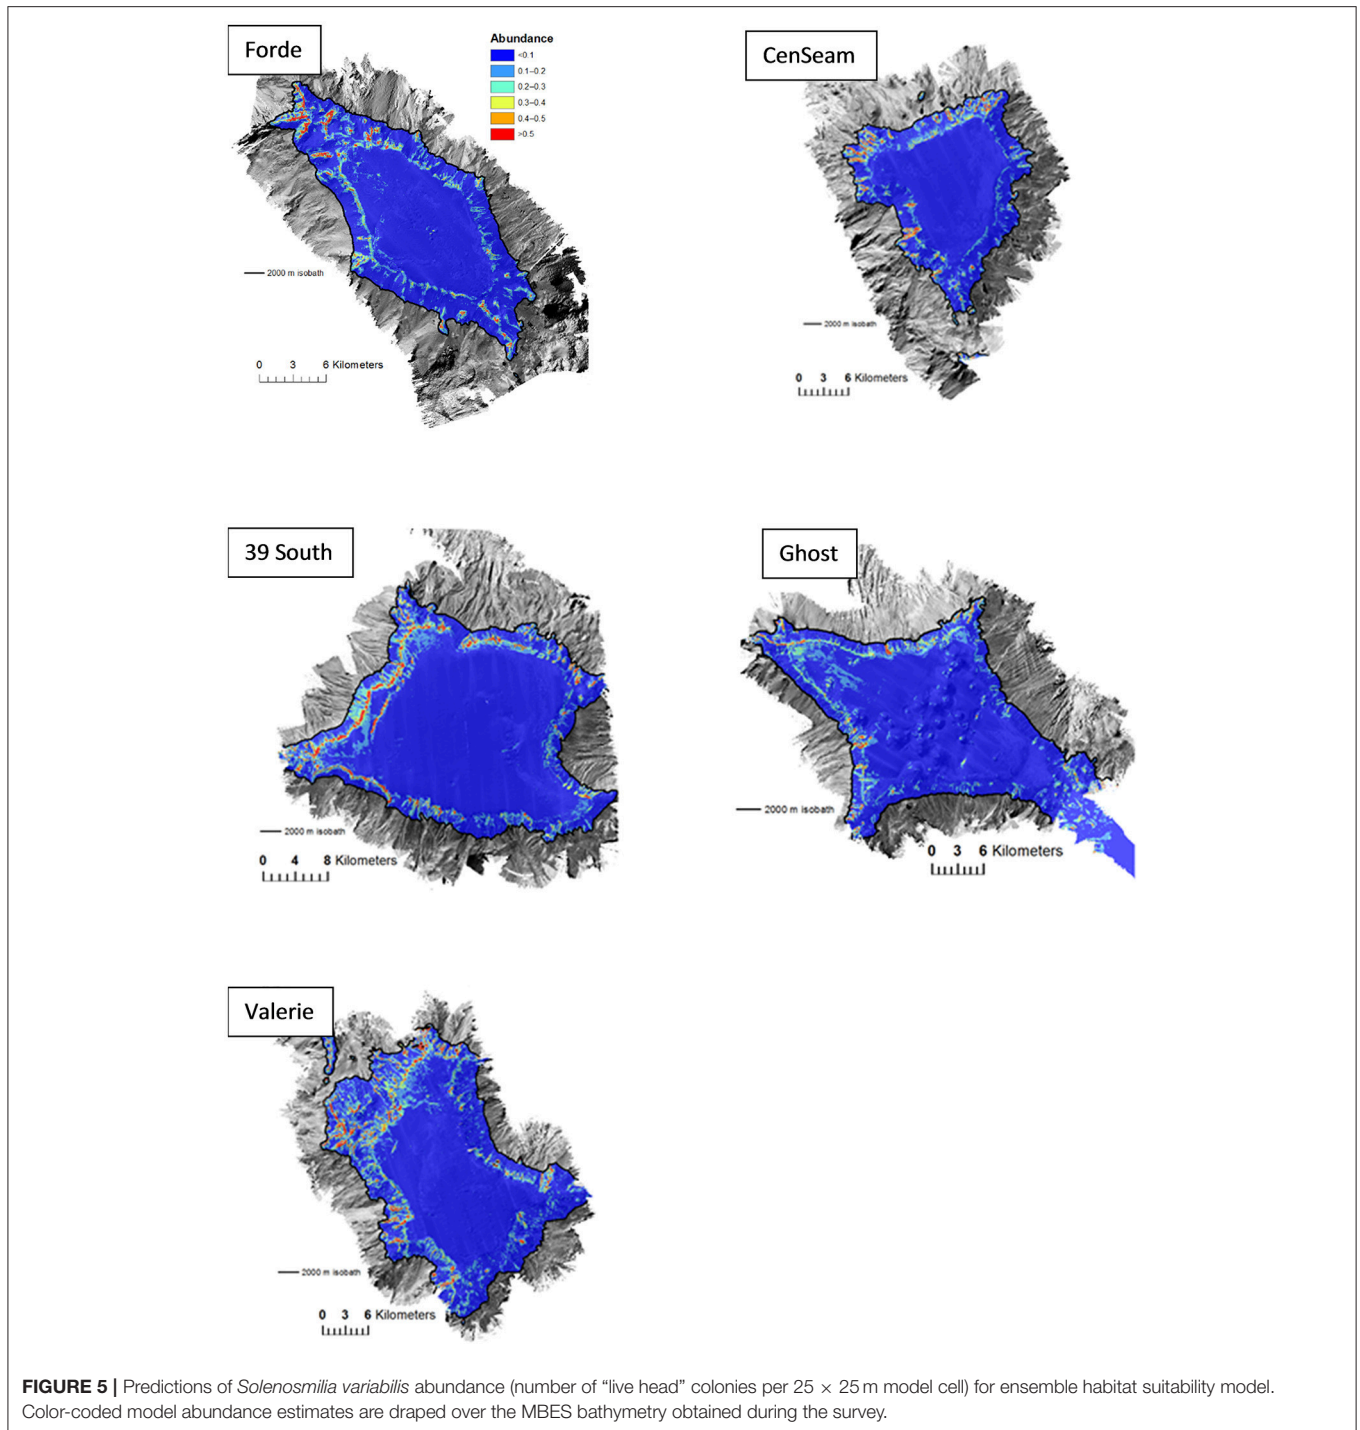 Forde
Abundance
<0.1
0.1–0.2
0.2–0.3
0.3–0.4
0.4–0.5
>0.5
2000 m isobath
0 3 6 Kilometers
CenSeam
2000 m isobath
0 3 6 Kilometers
39 South
2000 m isobath
0 4 8 Kilometers
Ghost
2000 m isobath
0 3 6 Kilometers
Valerie
2000 m isobath
0 3 6 Kilometers
FIGURE 5 | Predictions of Solenosmilia variabilis abundance (number of “live head” colonies per 25 × 25 m model cell) for ensemble habitat suitability model.
Color-coded model abundance estimates are draped over the MBES bathymetry obtained during the survey.